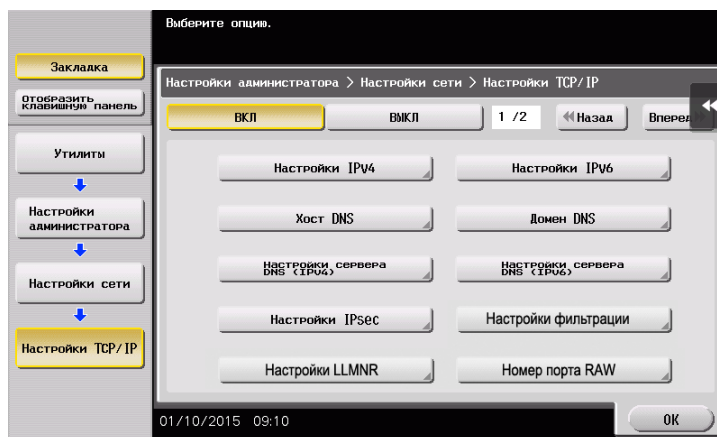 Выберите опцию.
Закладка
Отобразить
клавишную панель
Утилиты
Настройки
администратора
Настройки сети
Настройки TCP/IP
Настройки администратора > Настройки сети > Настройки TCP/IP
ВКЛ
ВЫКЛ
1 /2
Назад
Вперед
Настройки IPv4
Настройки IPv6
Хост DNS
Домен DNS
Настройки сервера
DNS (IPv4)
Настройки сервера
DNS (IPv6)
Настройки IPsec
Настройки фильтрации
Настройки LLMNR
Номер порта RAW
01/10/2015 09:10
OK